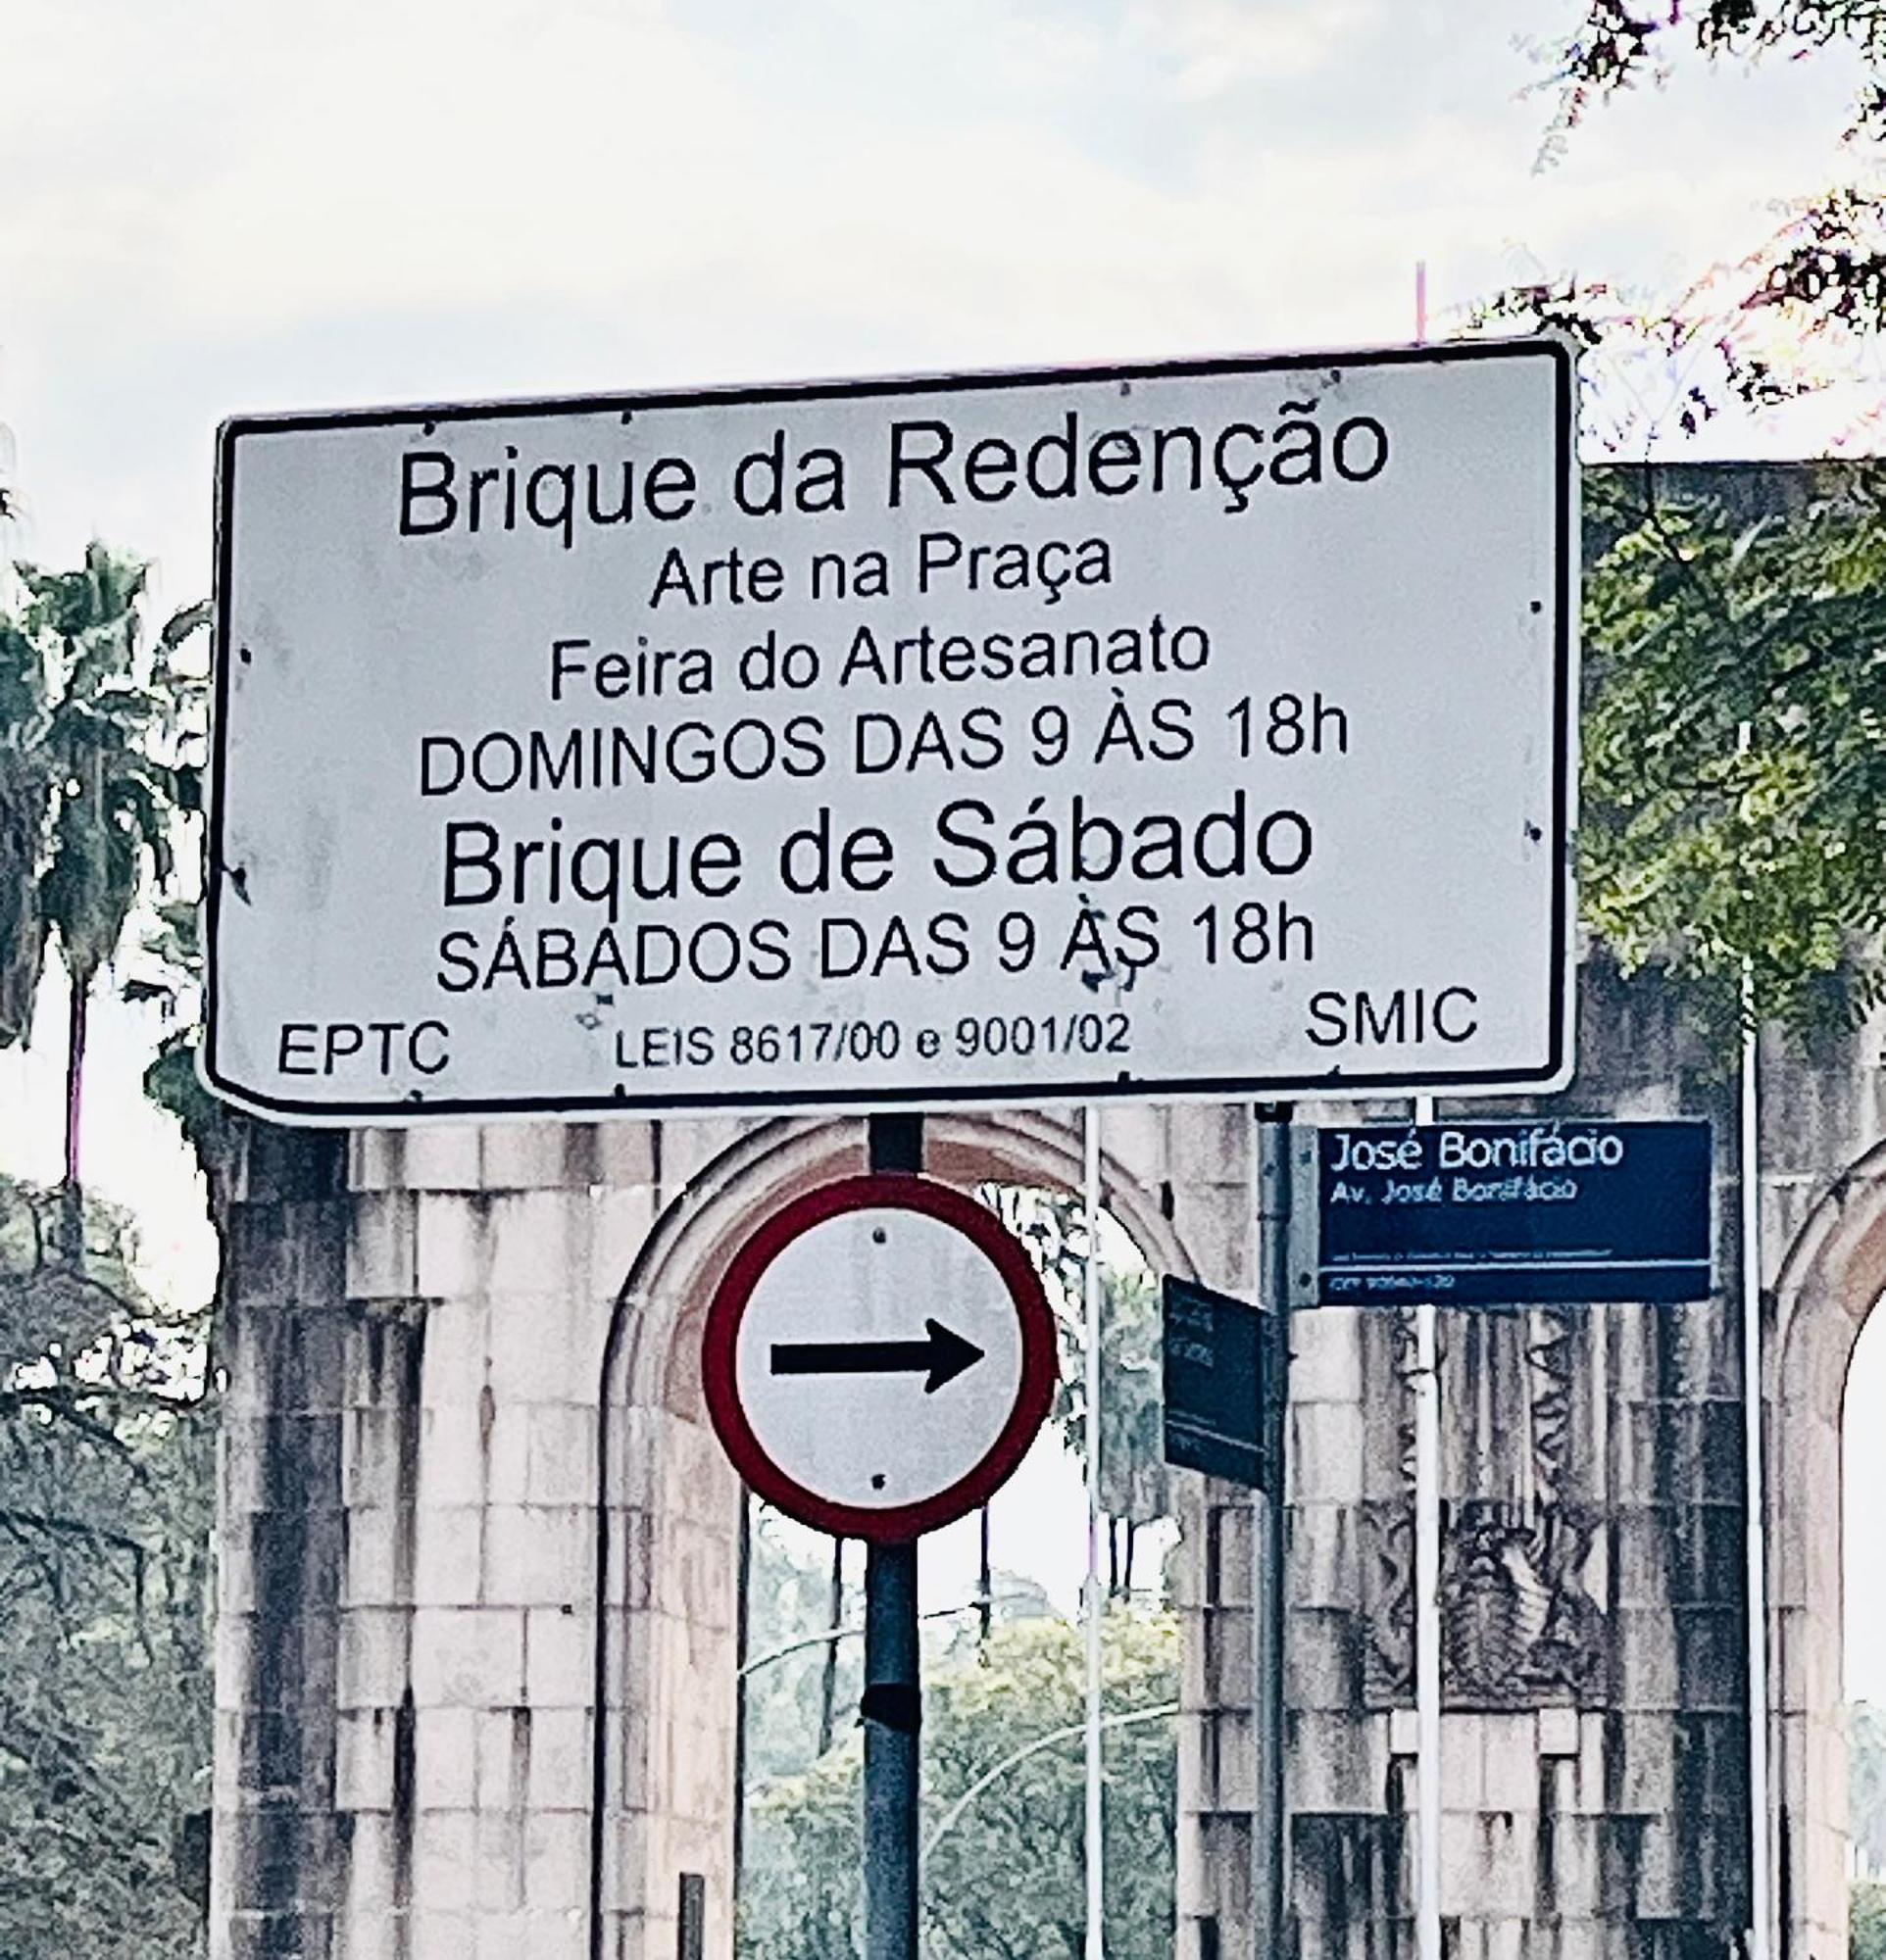 Brique da Redenção
Arte na Praça
Feira do Artesanato
DOMINGOS DAS 9 ÀS 18h
Brique de Sábado
SÁBADOS DAS 9 ÀS 18h
EPTC LEIS 8617/00 e 9001/02 SMIC
José Bonifácio
Av. José Bonifácio